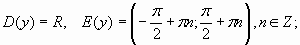 D(y) = R, E(y) = (-π/2 + πn; π/2 + πn), n ∈ Z;